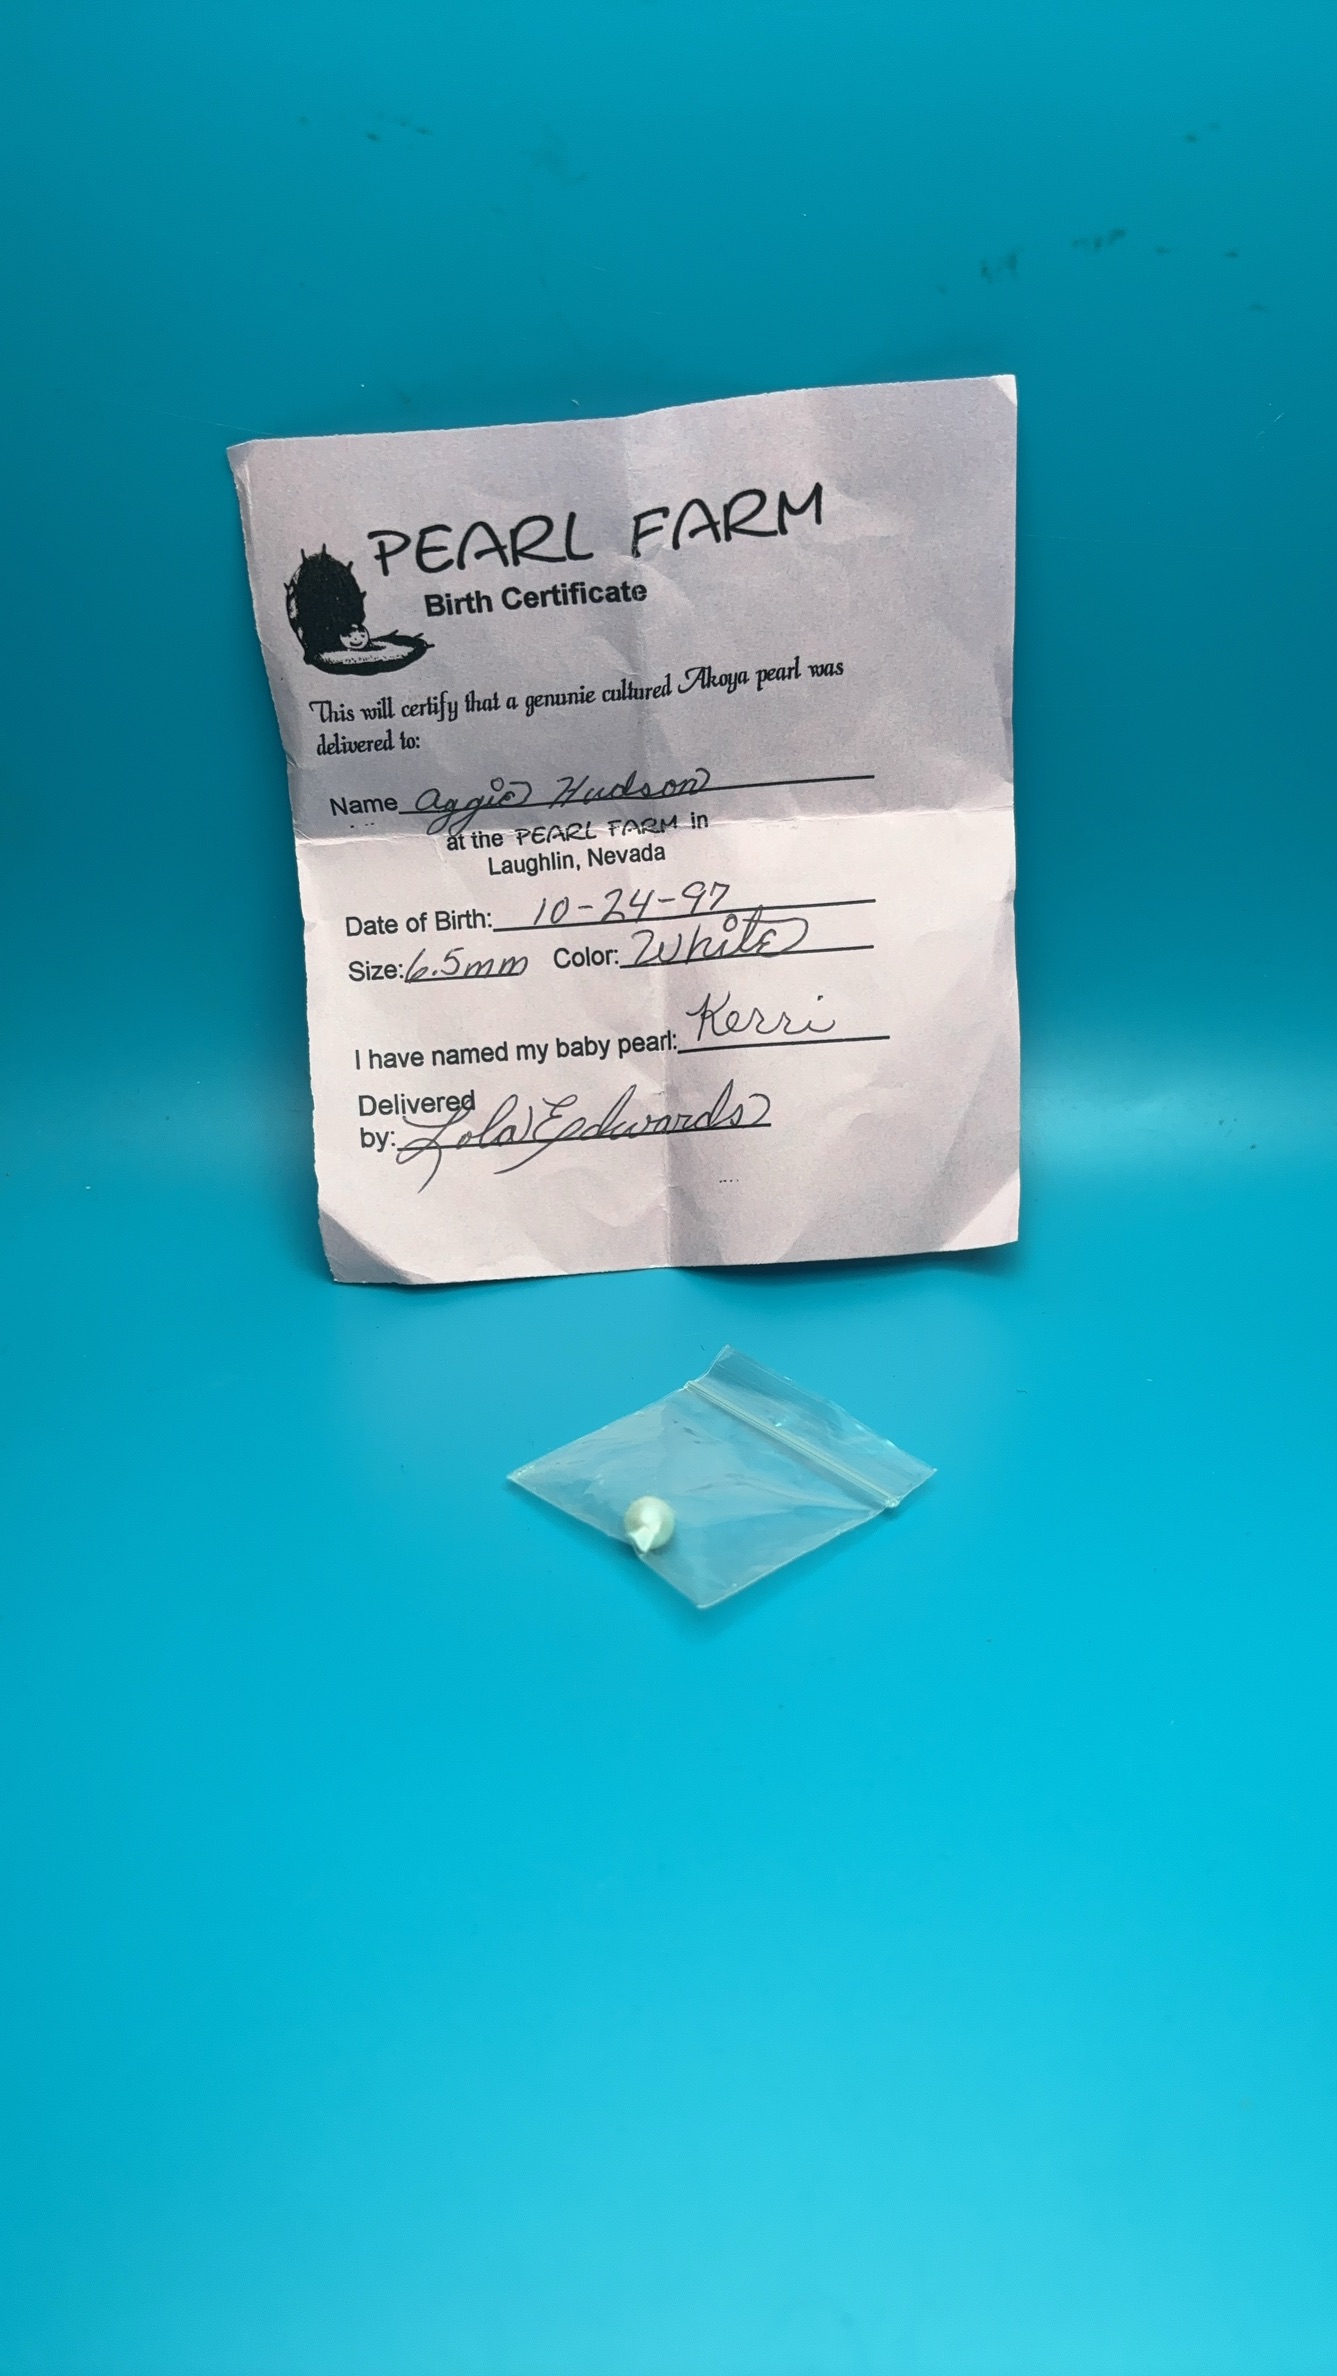 PEARL FARM
Birth Certificate
This will certify that a genunie cultured Akoya pearl was
delivered to:
Name Aggie Hudson
at the PEARL FARM in
Laughlin, Nevada
Date of Birth: 10-24-97
Size: 6.5mm Color: White
I have named my baby pearl: Kerri
Delivered
by: Lola Edwards